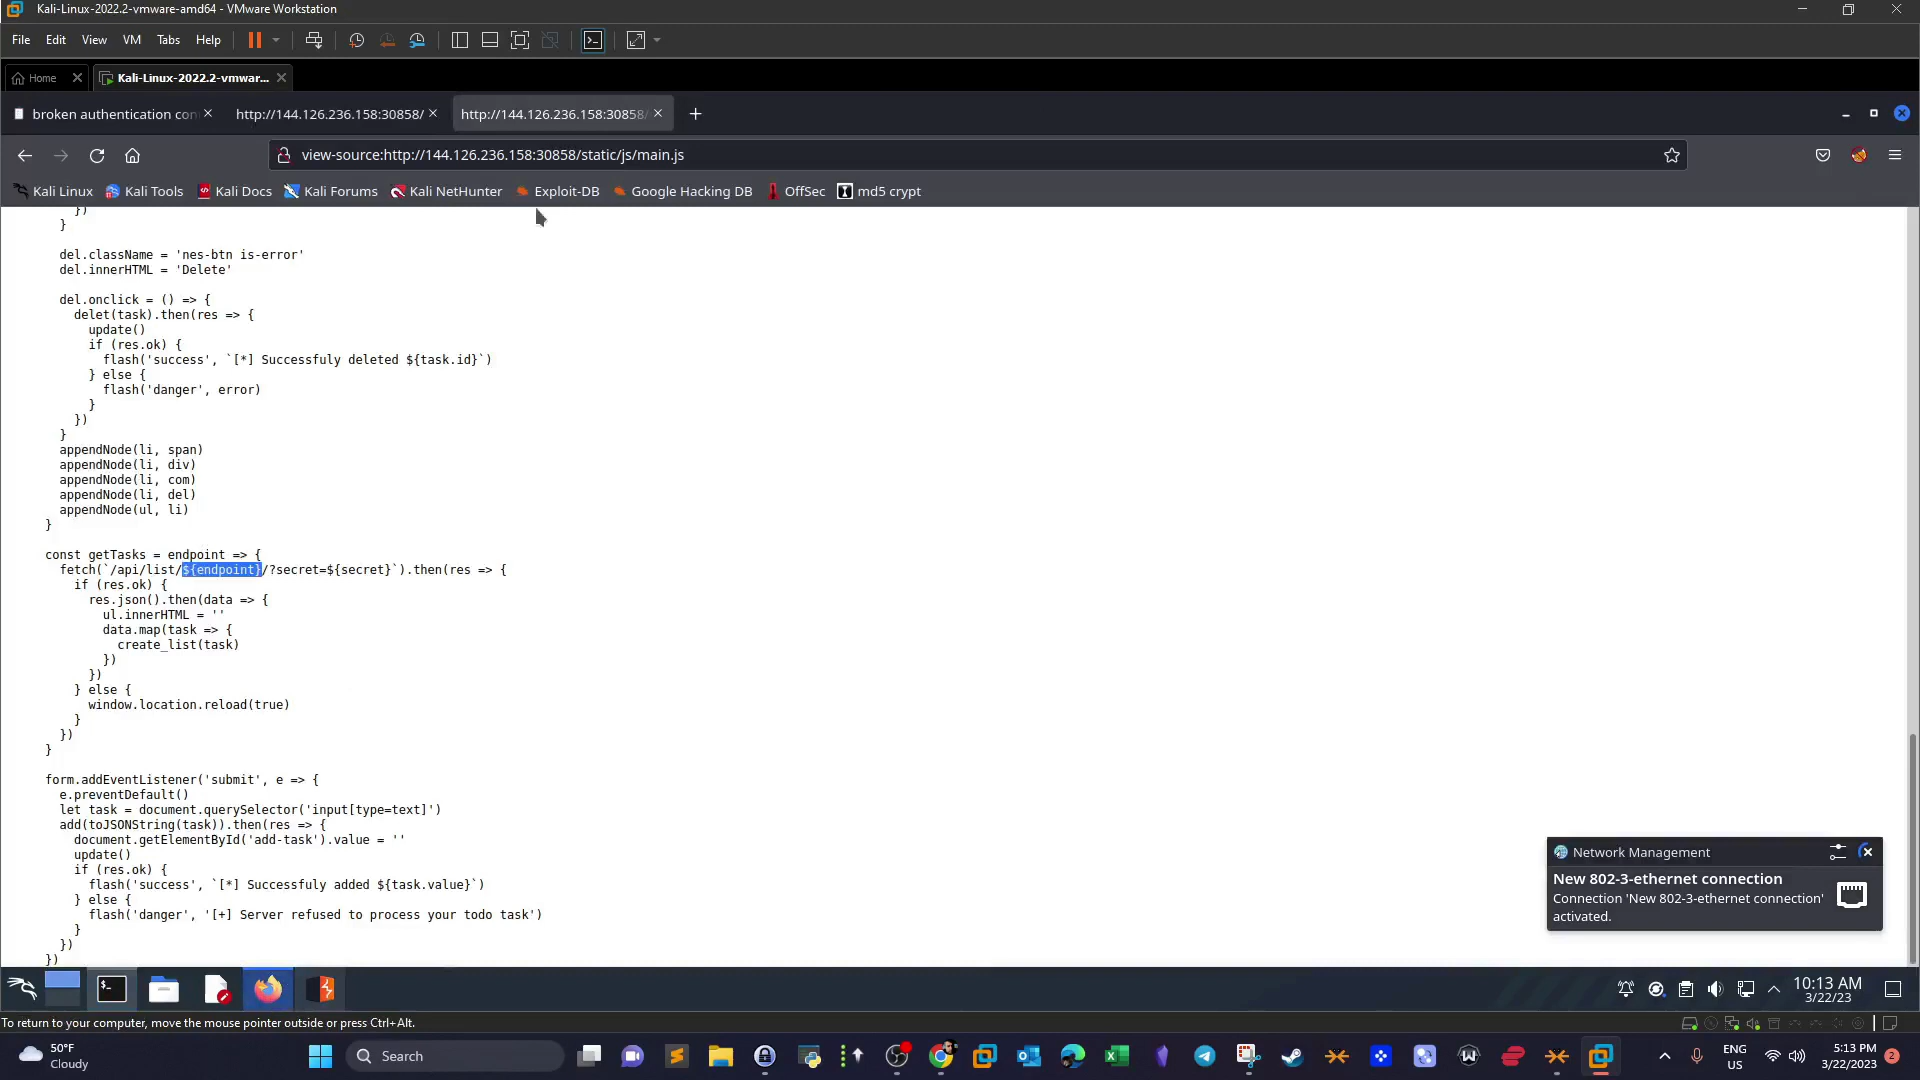 Kali-Linux-2022.2-vmware-amd64 - VMware Workstation
File Edit View VM Tabs Help
Home Kali-Linux-2022.2-vmwar...
broken authentication con http://144.126.236.158:30858/ http://144.126.236.158:30858/
view-source:http://144.126.236.158:30858/static/js/main.js
Kali Linux Kali Tools Kali Docs Kali Forums Kali NetHunter Exploit-DB Google Hacking DB OffSec md5 crypt
})
}
del.className = 'nes-btn is-error'
del.innerHTML = 'Delete'
del.onclick = () => {
delet(task).then(res => {
update()
if (res.ok) {
flash('success', `[*] Successfuly deleted ${task.id}`)
} else {
flash('danger', error)
}
})
}
appendNode(li, span)
appendNode(li, div)
appendNode(li, com)
appendNode(li, del)
appendNode(ul, li)
}
const getTasks = endpoint => {
fetch(`/api/list/${endpoint}/?secret=${secret}`).then(res => {
if (res.ok) {
res.json().then(data => {
ul.innerHTML = ''
data.map(task => {
create_list(task)
})
})
} else {
window.location.reload(true)
}
})
}
form.addEventListener('submit', e => {
e.preventDefault()
let task = document.querySelector('input[type=text]')
add(toJSONString(task)).then(res => {
document.getElementById('add-task').value = ''
update()
if (res.ok) {
flash('success', `[*] Successfuly added ${task.value}`)
} else {
flash('danger', '[+] Server refused to process your todo task')
}
})
})
Network Management
New 802-3-ethernet connection
Connection 'New 802-3-ethernet connection'
activated.
10:13 AM
3/22/23
To return to your computer, move the mouse pointer outside or press Ctrl+Alt.
50°F
Cloudy
Search
ENG
US
5:13 PM
3/22/2023
2